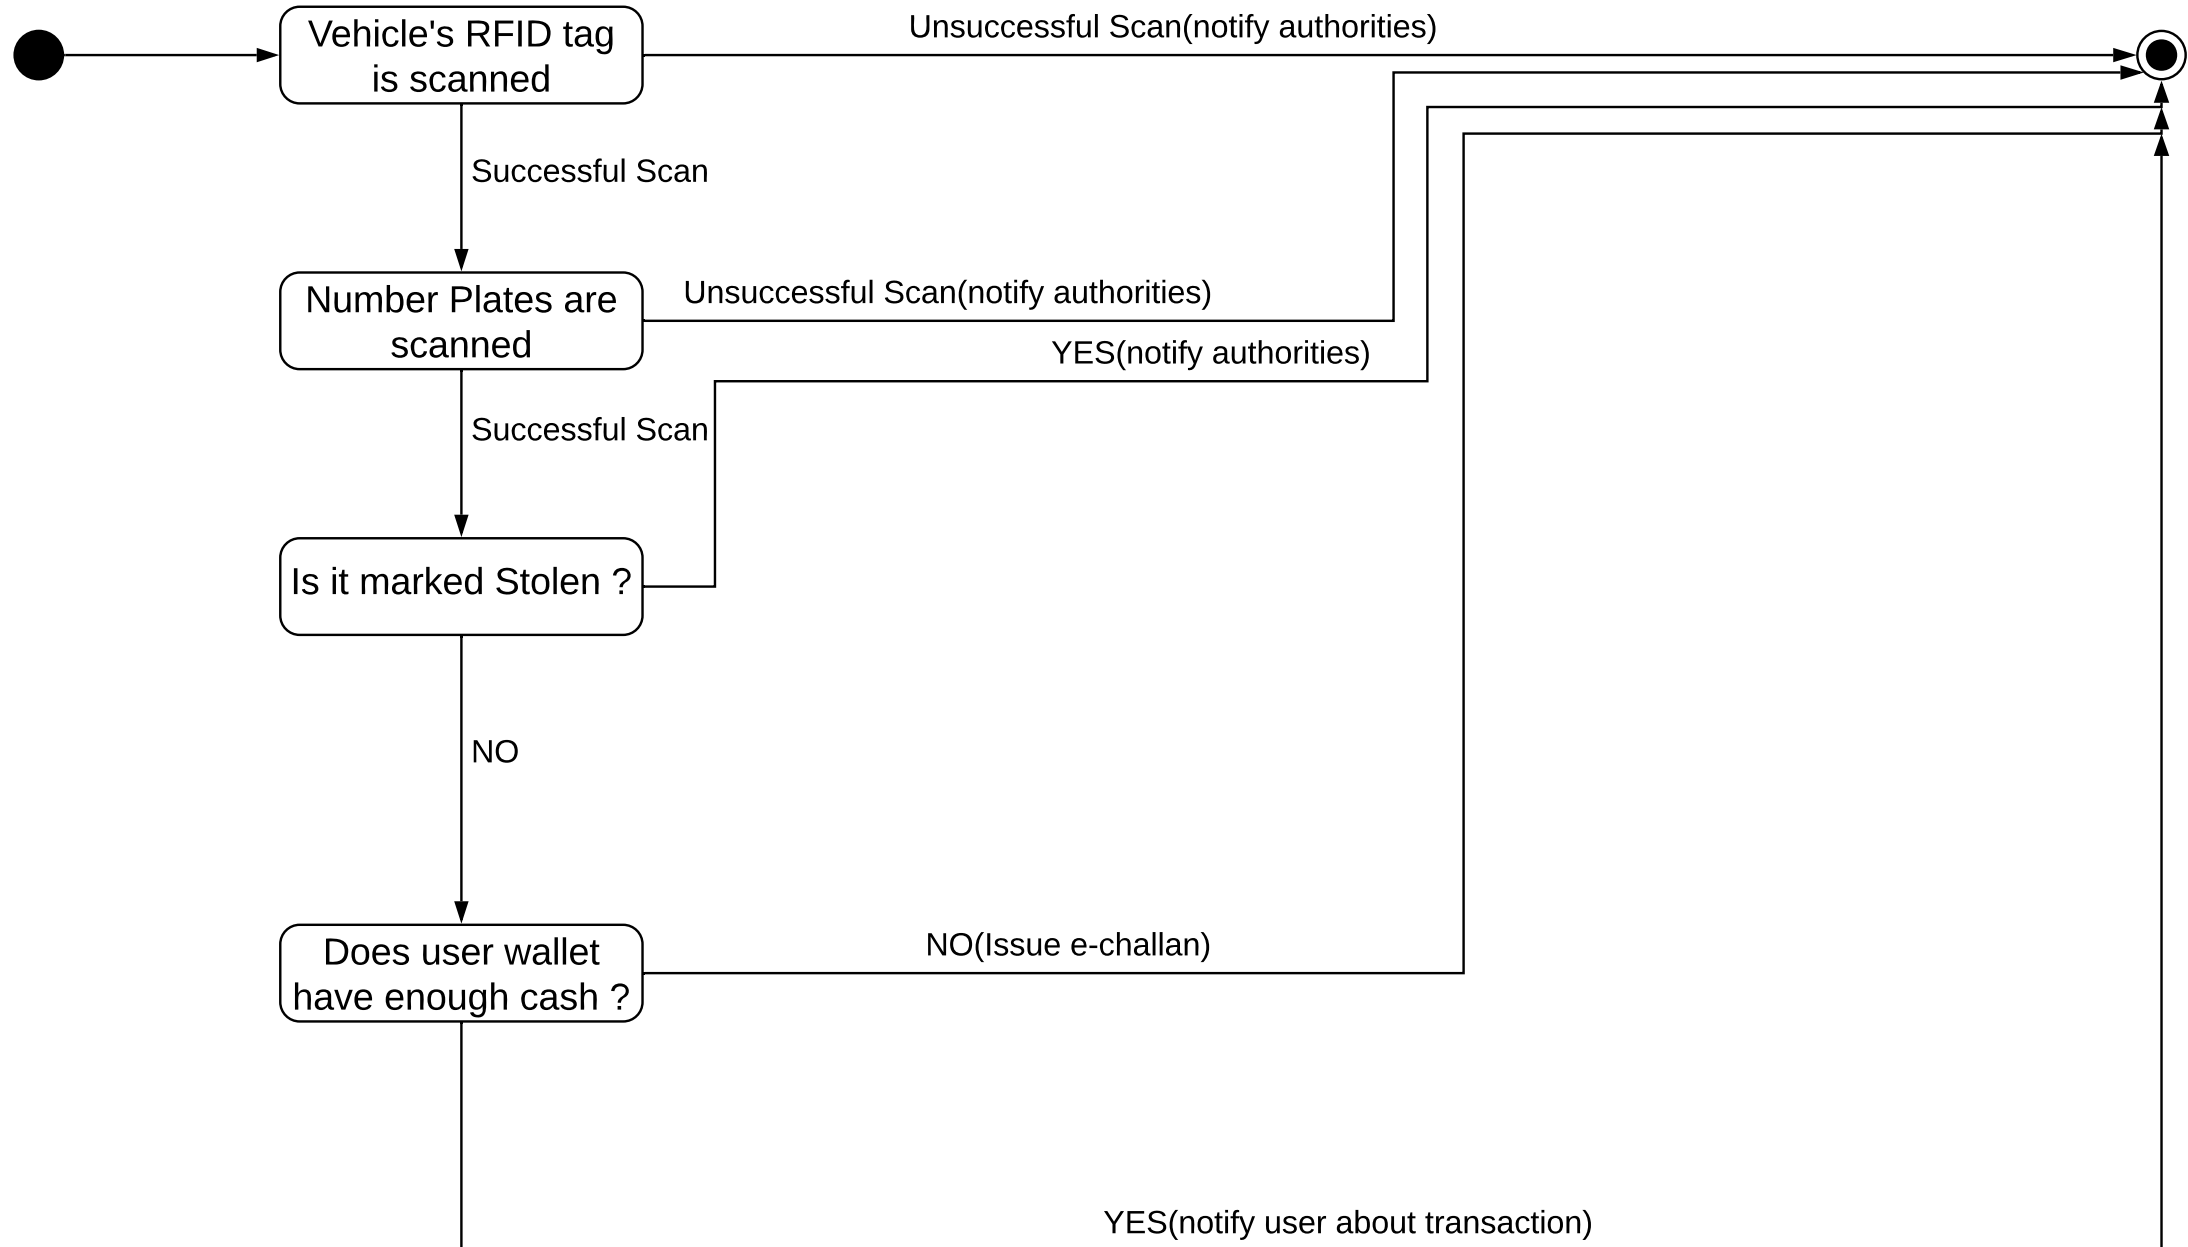 Vehicle's RFID tag
is scanned
Unsuccessful Scan(notify authorities)
Successful Scan
Number Plates are
scanned
Unsuccessful Scan(notify authorities)
YES(notify authorities)
Successful Scan
Is it marked Stolen ?
NO
Does user wallet
have enough cash ?
NO(Issue e-challan)
YES(notify user about transaction)